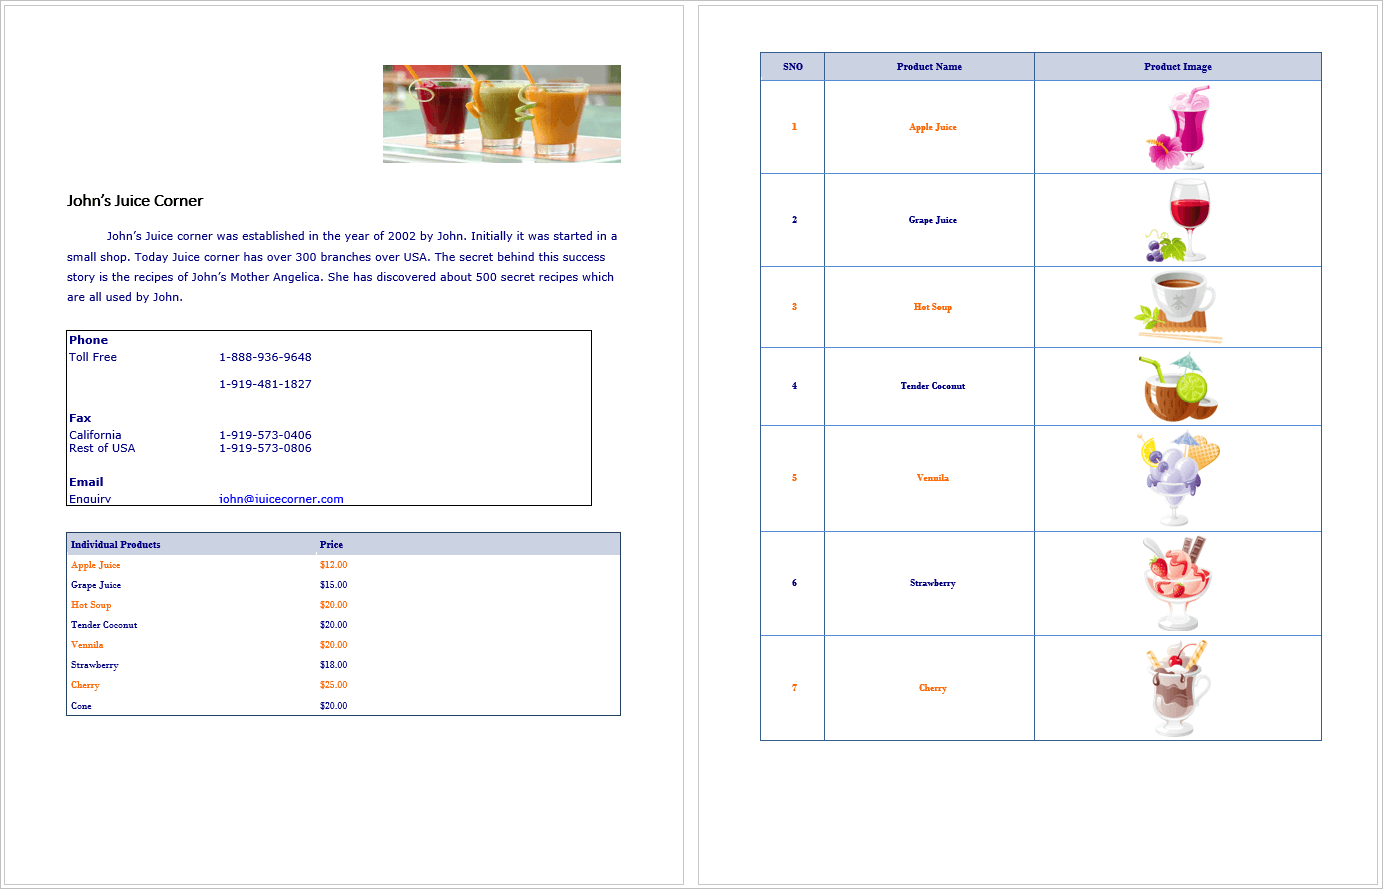 John’s Juice Corner
John’s Juice corner was established in the year of 2002 by John. Initially it was started in a
small shop. Today Juice corner has over 300 branches over USA. The secret behind this success
story is the recipes of John’s Mother Angelica. She has discovered about 500 secret recipes which
are all used by John.
Phone
Toll Free 1-888-936-9648
1-919-481-1827
Fax
California 1-919-573-0406
Rest of USA 1-919-573-0806
Email
Enquiry john@juicecorner.com
Individual Products Price
Apple Juice $12.00
Grape Juice $15.00
Hot Soup $20.00
Tender Coconut $20.00
Vennila $20.00
Strawberry $18.00
Cherry $25.00
Cone $20.00
SNO Product Name Product Image
1 Apple Juice
2 Grape Juice
3 Hot Soup
茶
4 Tender Coconut
5 Vennila
6 Strawberry
7 Cherry